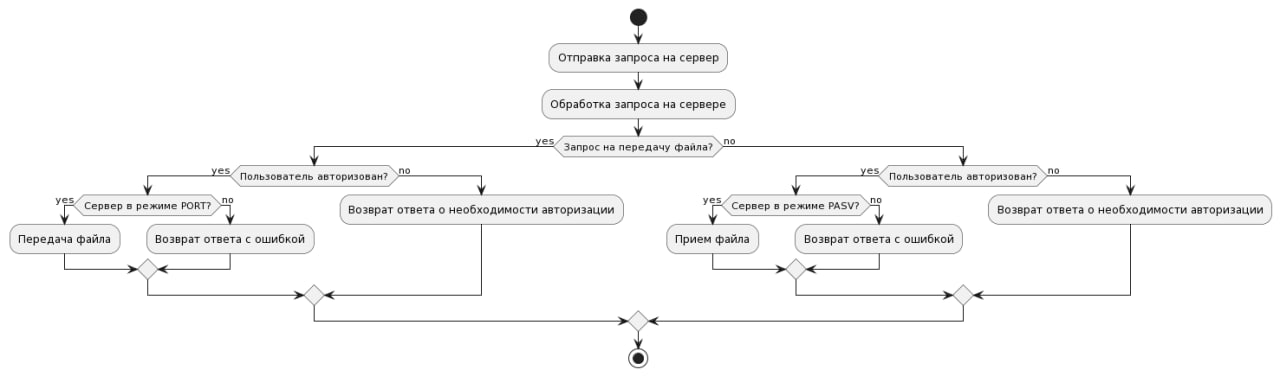 Отправка запроса на сервер
Обработка запроса на сервере
yes
Запрос на передачу файла?
no
yes
Пользователь авторизован?
no
yes
Пользователь авторизован?
no
yes
Сервер в режиме PORT?
no
Возврат ответа о необходимости авторизации
yes
Сервер в режиме PASV?
no
Возврат ответа о необходимости авторизации
Передача файла
Возврат ответа с ошибкой
Прием файла
Возврат ответа с ошибкой